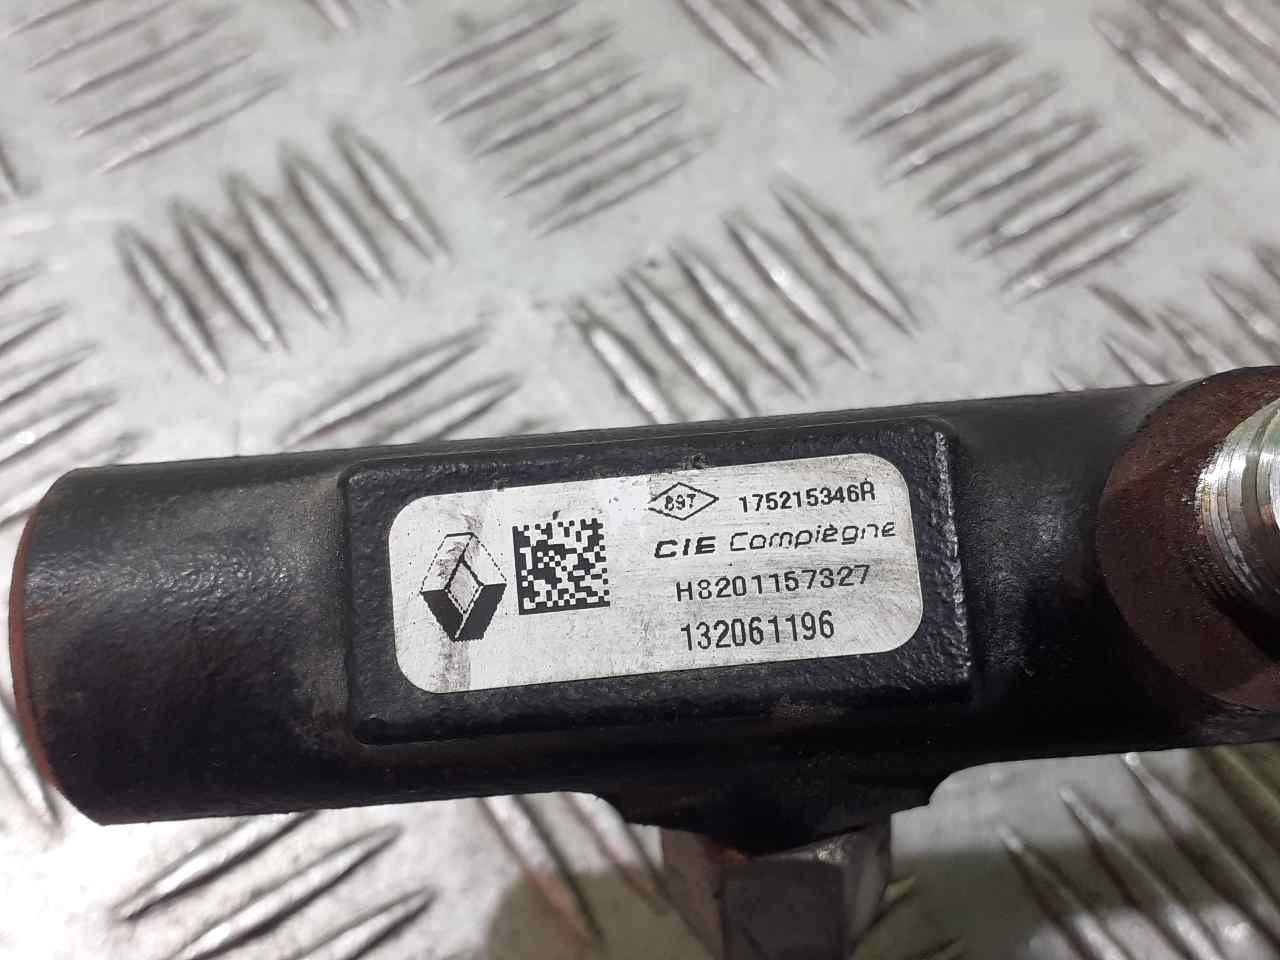 897 175215346R
CIE Compiègne
H8201157327
132061196